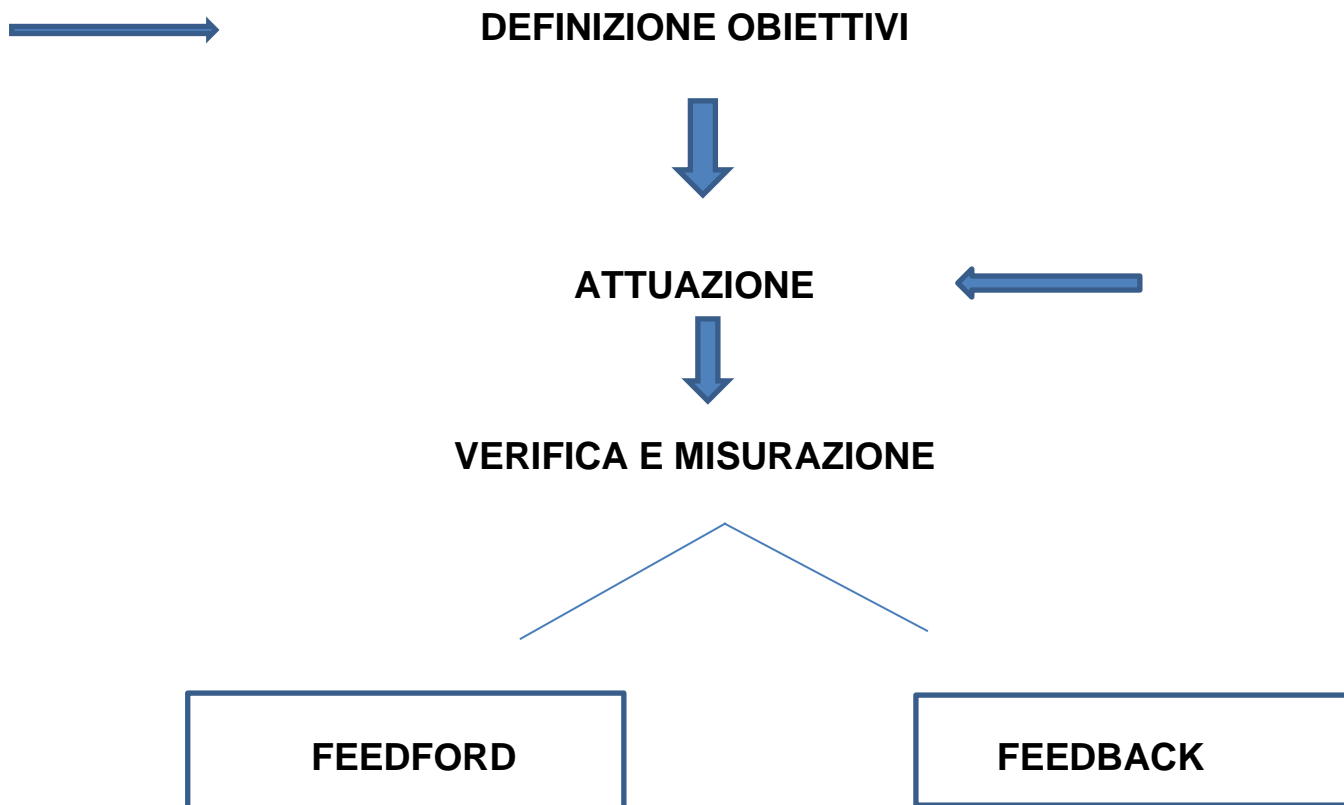 DEFINIZIONE OBIETTIVI
ATTUAZIONE
VERIFICA E MISURAZIONE
FEEDFORD
FEEDBACK